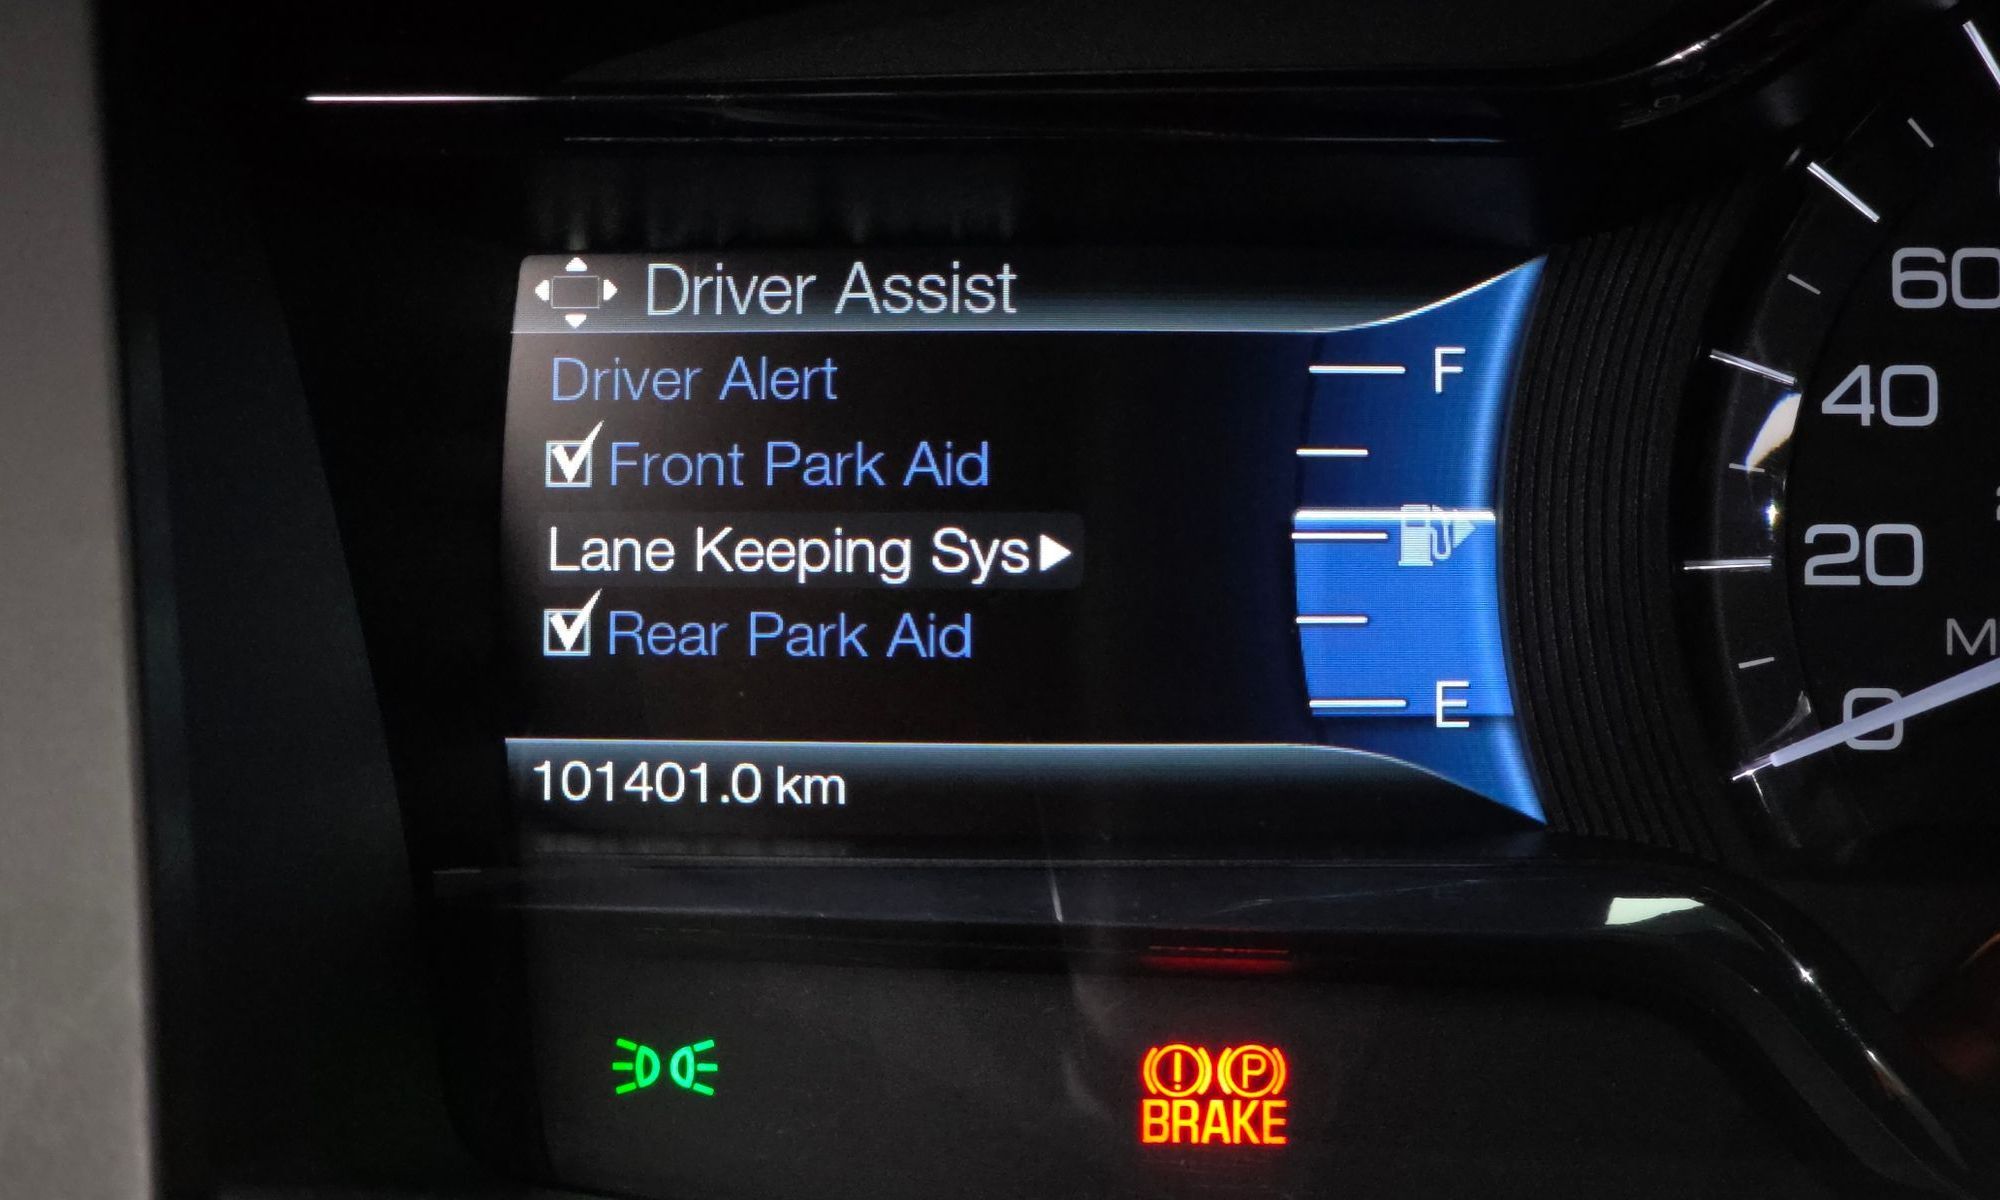 Driver Assist
Driver Alert
Front Park Aid
Lane Keeping Sys
Rear Park Aid
101401.0 km
F
E
60
40
20
0
P
BRAKE